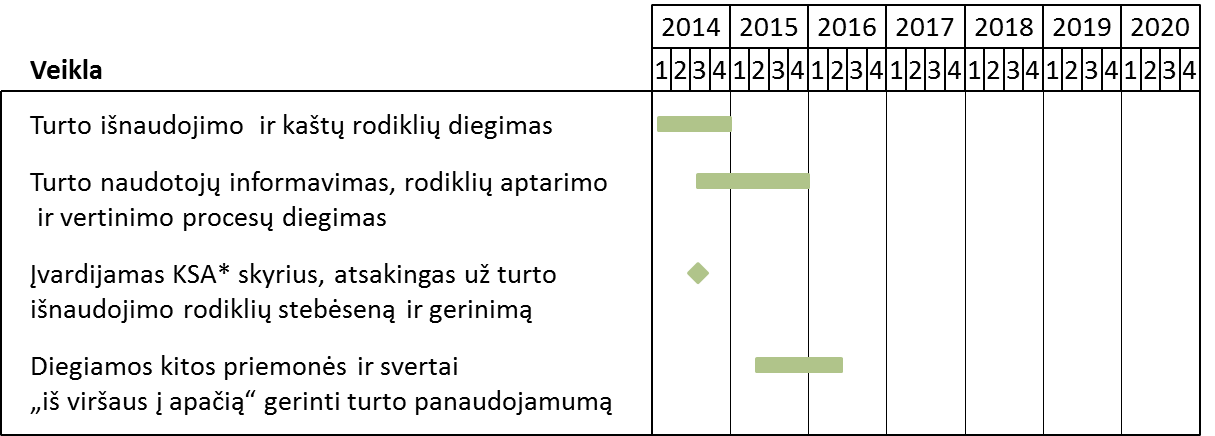 2014 2015 2016 2017 2018 2019 2020
Veikla 1 2 3 4 1 2 3 4 1 2 3 4 1 2 3 4 1 2 3 4 1 2 3 4 1 2 3 4
Turto išnaudojimo ir kaštų rodiklių diegimas
Turto naudotojų informavimas, rodiklių aptarimo
ir vertinimo procesų diegimas
Įvardijamas KSA* skyrius, atsakingas už turto
išnaudojimo rodiklių stebėseną ir gerinimą
Diegiamos kitos priemonės ir svertai
„iš viršaus į apačią“ gerinti turto panaudojamumą